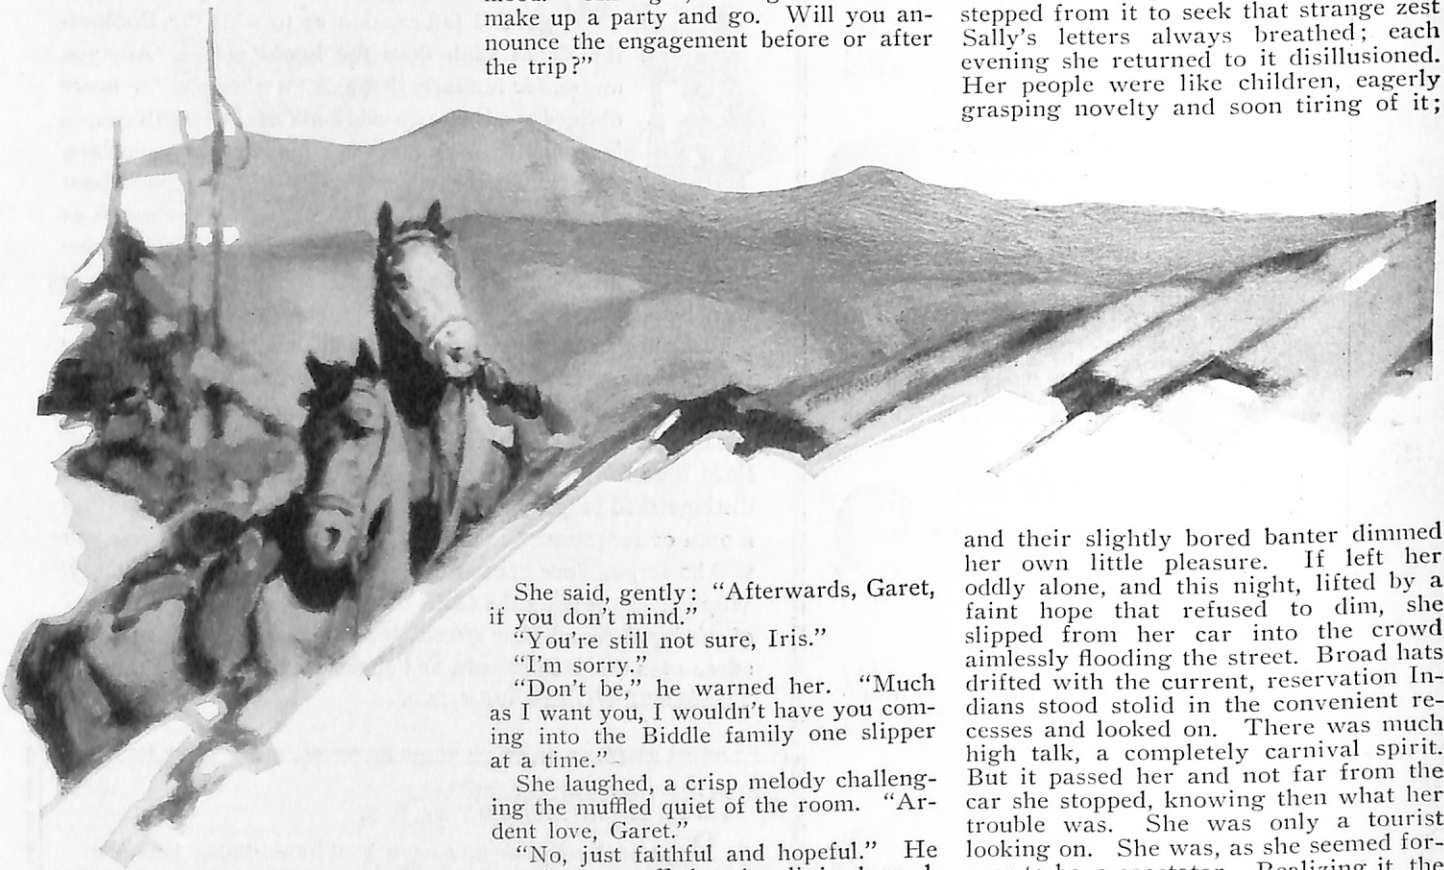 make up a party and go. Will you an-
nounce the engagement before or after
the trip?"
She said, gently: "Afterwards, Garet,
if you don't mind."
"You're still not sure, Iris."
"I'm sorry."
"Don't be," he warned her. "Much
as I want you, I wouldn't have you com-
ing into the Biddle family one slipper
at a time."
She laughed, a crisp melody challeng-
ing the muffled quiet of the room. "Ar-
dent love, Garet."
"No, just faithful and hopeful." He
stepped from it to seek that strange zest
Sally's letters always breathed; each
evening she returned to it disillusioned.
Her people were like children, eagerly
grasping novelty and soon tiring of it;
and their slightly bored banter dimmed
her own little pleasure. If left her
oddly alone, and this night, lifted by a
faint hope that refused to dim, she
slipped from her car into the crowd
aimlessly flooding the street. Broad hats
drifted with the current, reservation In-
dians stood stolid in the convenient re-
cesses and looked on. There was much
high talk, a completely carnival spirit.
But it passed her and not far from the
car she stopped, knowing then what her
trouble was. She was only a tourist
looking on. She was, as she seemed for-
Realizing it the